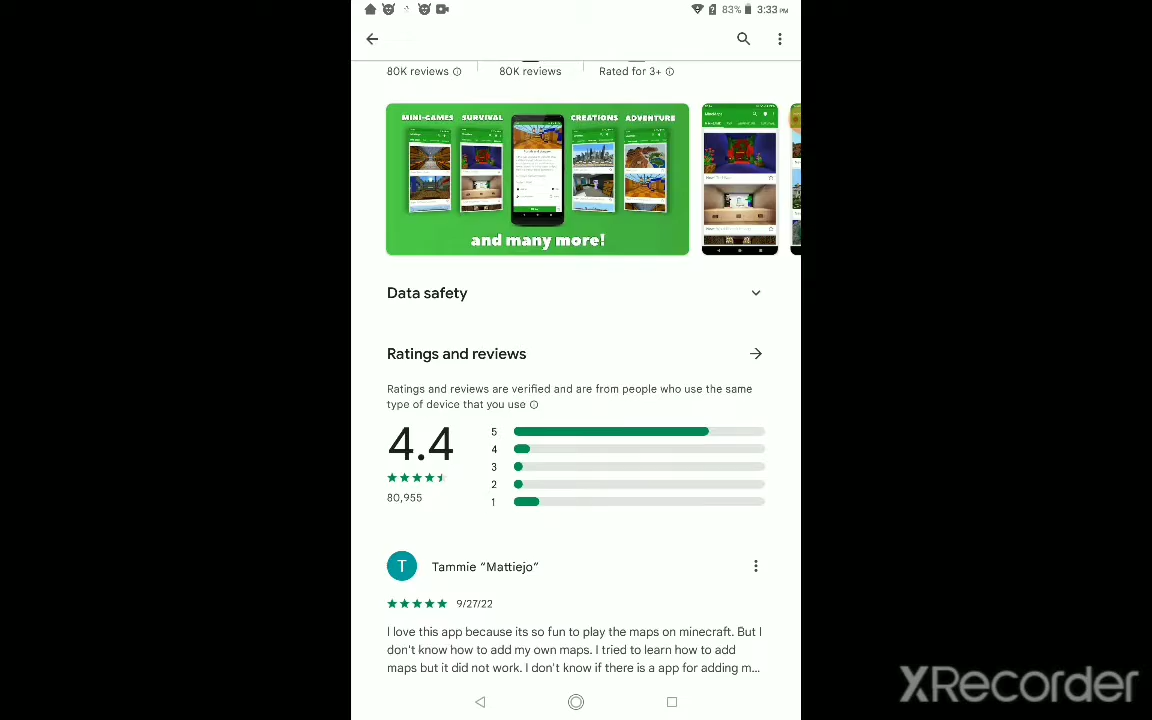 83% 3:33 PM
80K reviews
80K reviews
Rated for 3+
MINI-GAMES SURVIVAL CREATIONS ADVENTURE
and many more!
Data safety
Ratings and reviews
Ratings and reviews are verified and are from people who use the same
type of device that you use
4.4
80,955
5
4
3
2
1
T
Tammie “Mattiejo”
9/27/22
I love this app because its so fun to play the maps on minecraft. But I
don't know how to add my own maps. I tried to learn how to add
maps but it did not work. I don't know if there is a app for adding m...
XRecorder